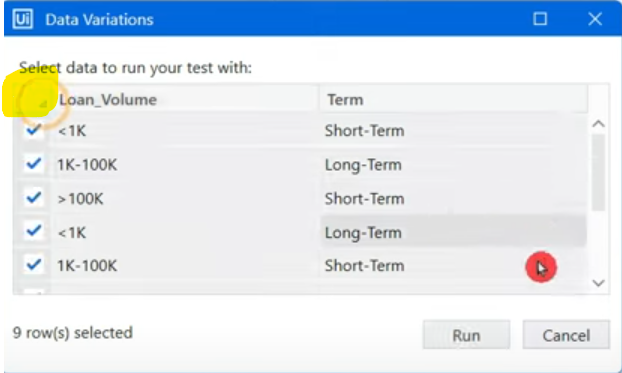 Ui Data Variations
Select data to run your test with:
Loan_Volume Term
<1K Short-Term
1K-100K Long-Term
>100K Short-Term
<1K Long-Term
1K-100K Short-Term
9 row(s) selected
Run Cancel